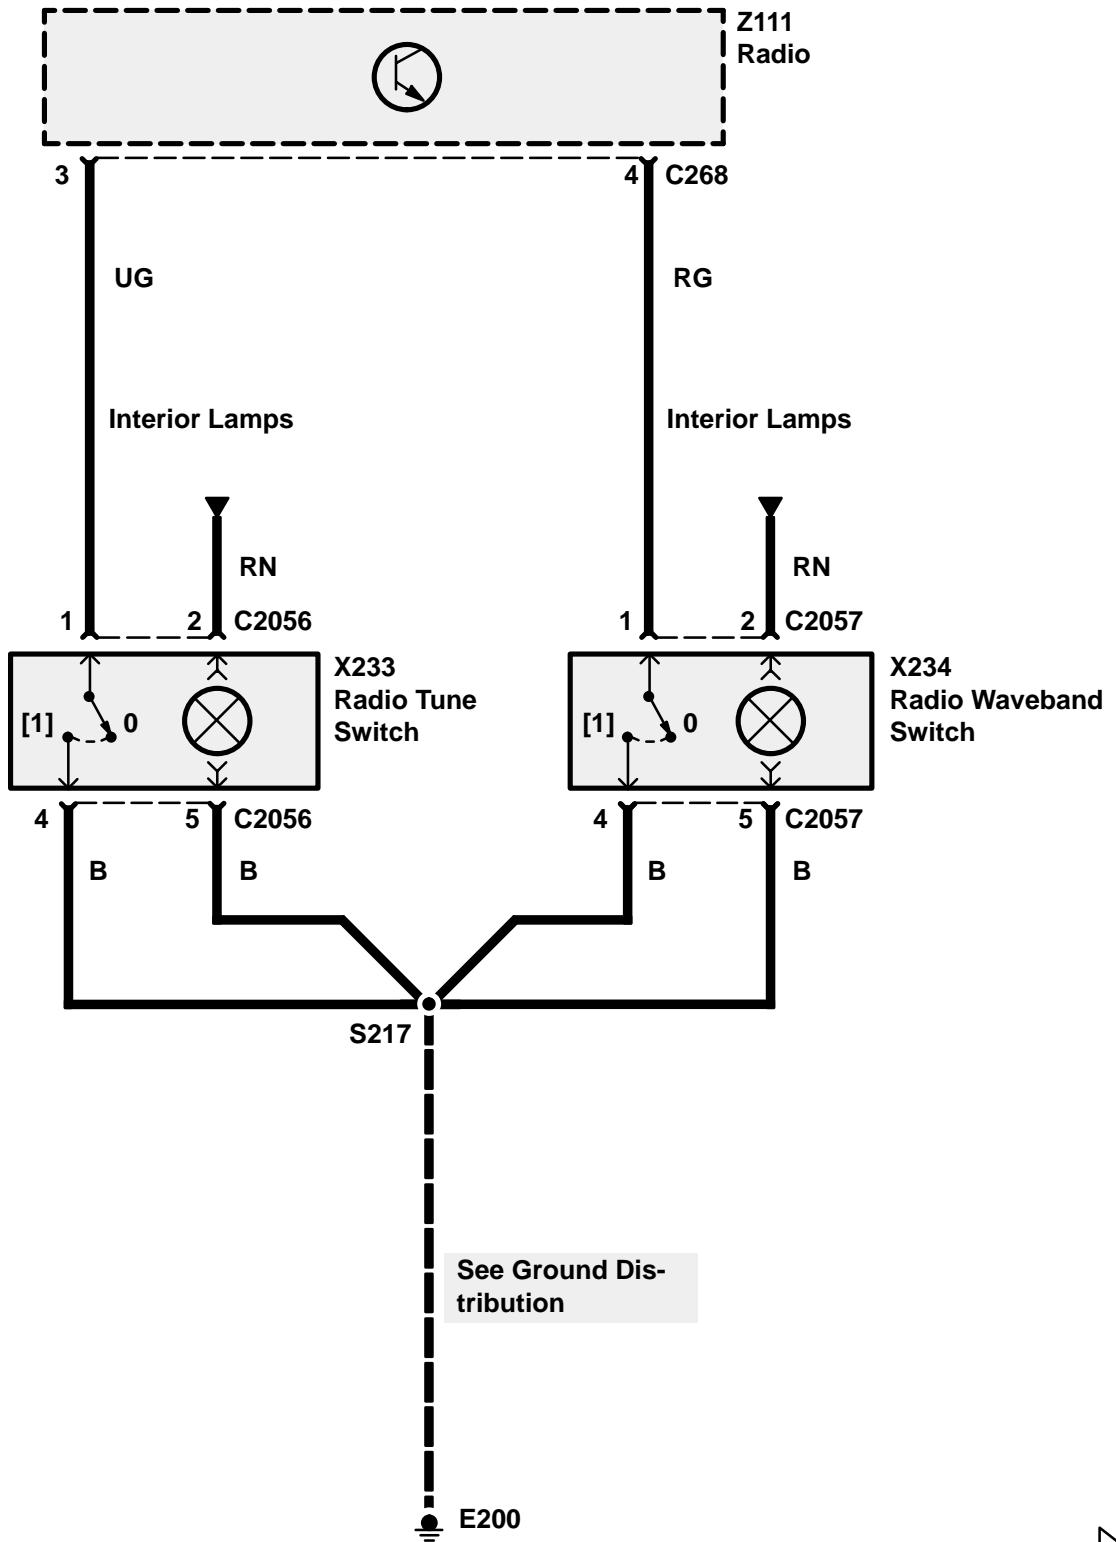 Z111
Radio
3
4 C268
UG
RG
Interior Lamps
Interior Lamps
RN
RN
1
2 C2056
1
2 C2057
X233
Radio Tune
Switch
[1]
0
X234
Radio Waveband
Switch
[1]
0
4
5 C2056
4
5 C2057
B
B
B
B
S217
See Ground Dis-
tribution
E200